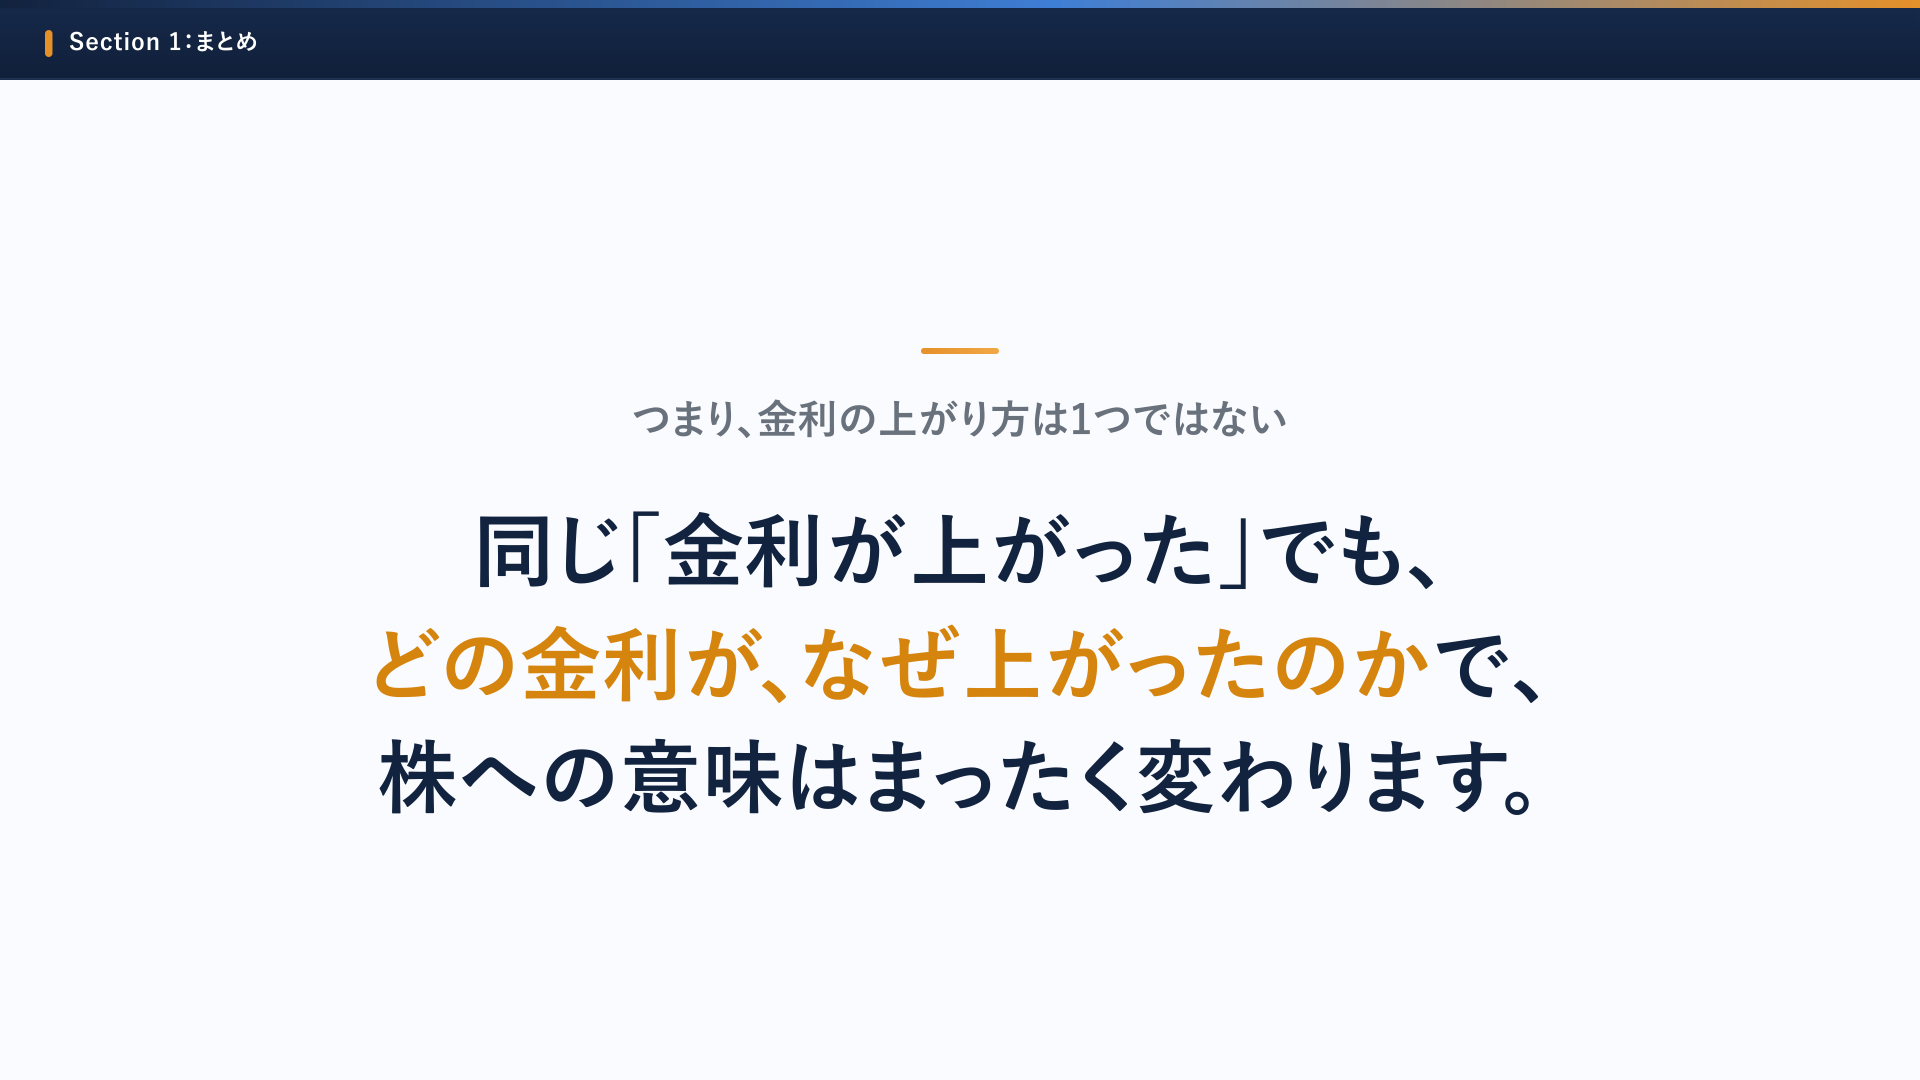 Section 1：まとめ
つまり、金利の上がり方は1つではない
同じ「金利が上がった」でも、
どの金利が、なぜ上がったのかで、
株への意味はまったく変わります。